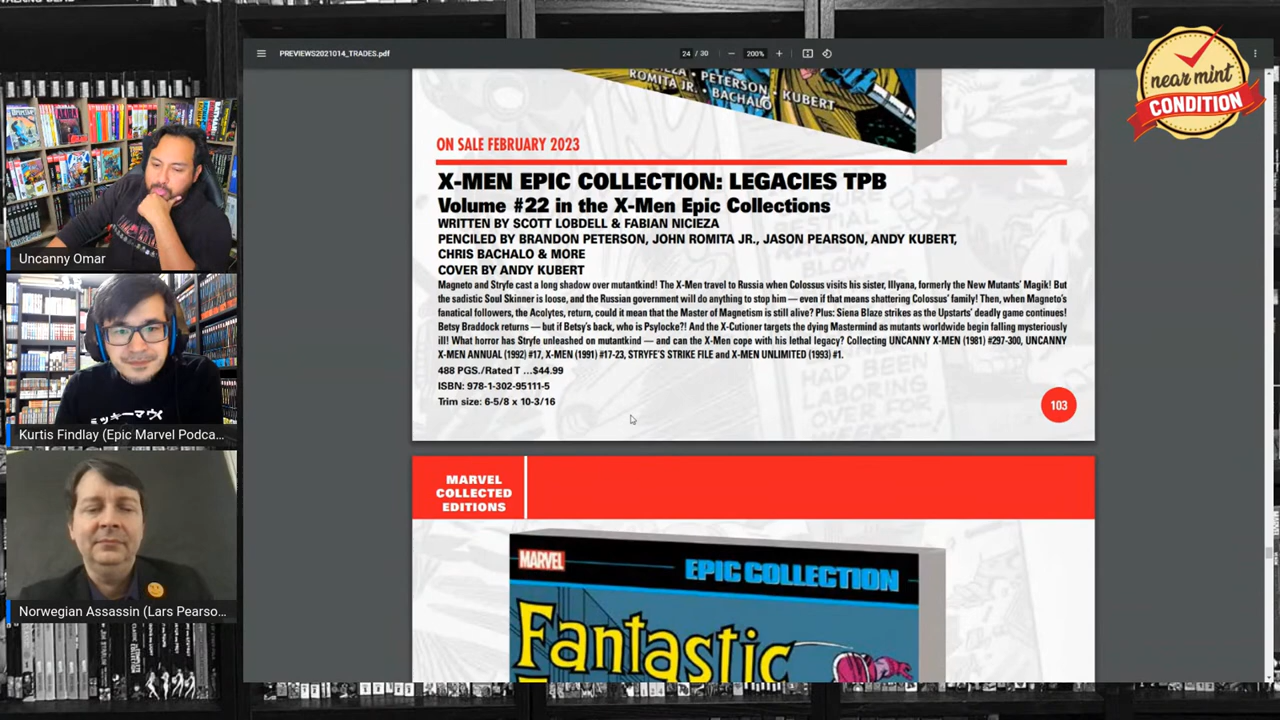 PREVIEWS2021014_TRADES.pdf
24 / 30
200%
near mint
CONDITION
PETERSON • KUBERT
ROMITA JR. • BACHALO
ON SALE FEBRUARY 2023
X-MEN EPIC COLLECTION: LEGACIES TPB
Volume #22 in the X-Men Epic Collections
WRITTEN BY SCOTT LOBDELL & FABIAN NICIEZA
PENCILED BY BRANDON PETERSON, JOHN ROMITA JR., JASON PEARSON, ANDY KUBERT,
CHRIS BACHALO & MORE
COVER BY ANDY KUBERT
Magneto and Stryfe cast a long shadow over mutantkind! The X-Men travel to Russia when Colossus visits his sister, Illyana, formerly the New Mutants' Magik! But
the sadistic Soul Skinner is loose, and the Russian government will do anything to stop him — even if that means shattering Colossus' family! Then, when Magneto's
fanatical followers, the Acolytes, return, could it mean that the Master of Magnetism is still alive? Plus: Siena Blaze strikes as the Upstarts' deadly game continues!
Betsy Braddock returns — but if Betsy's back, who is Psylocke?! And the X-Cutioner targets the dying Mastermind as mutants worldwide begin falling mysteriously
ill! What horror has Stryfe unleashed on mutantkind — and can the X-Men cope with his lethal legacy? Collecting UNCANNY X-MEN (1981) #297-300, UNCANNY
X-MEN ANNUAL (1992) #17, X-MEN (1991) #17-23, STRYFE'S STRIKE FILE and X-MEN UNLIMITED (1993) #1.
488 PGS./Rated T ...$44.99
ISBN: 978-1-302-95111-5
Trim size: 6-5/8 x 10-3/16
103
MARVEL
COLLECTED
EDITIONS
MARVEL
EPIC COLLECTION
Fantastic
Uncanny Omar
ミッキーマウ
Kurtis Findlay (Epic Marvel Podca...
Norwegian Assassin (Lars Pearso...